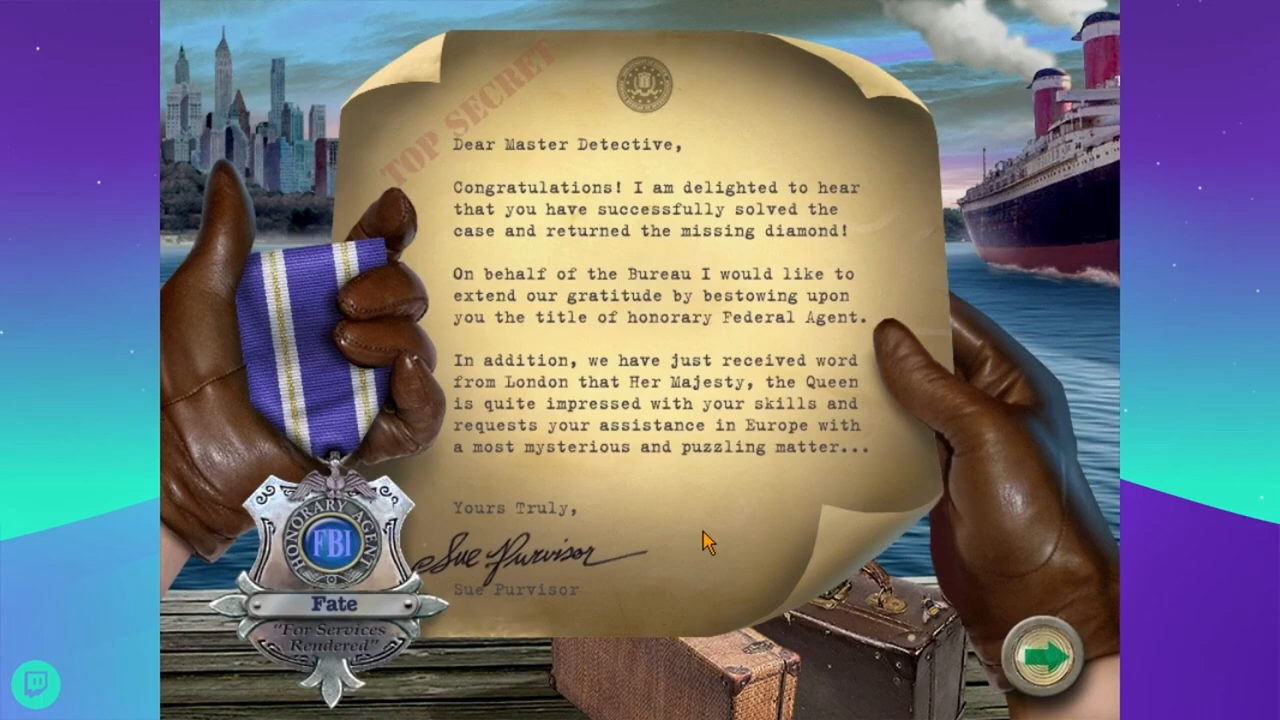 TOP SECRET
Dear Master Detective,
Congratulations! I am delighted to hear
that you have successfully solved the
case and returned the missing diamond!
On behalf of the Bureau I would like to
extend our gratitude by bestowing upon
you the title of honorary Federal Agent.
In addition, we have just received word
from London that Her Majesty, the Queen
is quite impressed with your skills and
requests your assistance in Europe with
a most mysterious and puzzling matter...
Yours Truly,
Sue Purvisor
Sue Purvisor
HONORARY AGENT
FBI
Fate
"For Services
Rendered"